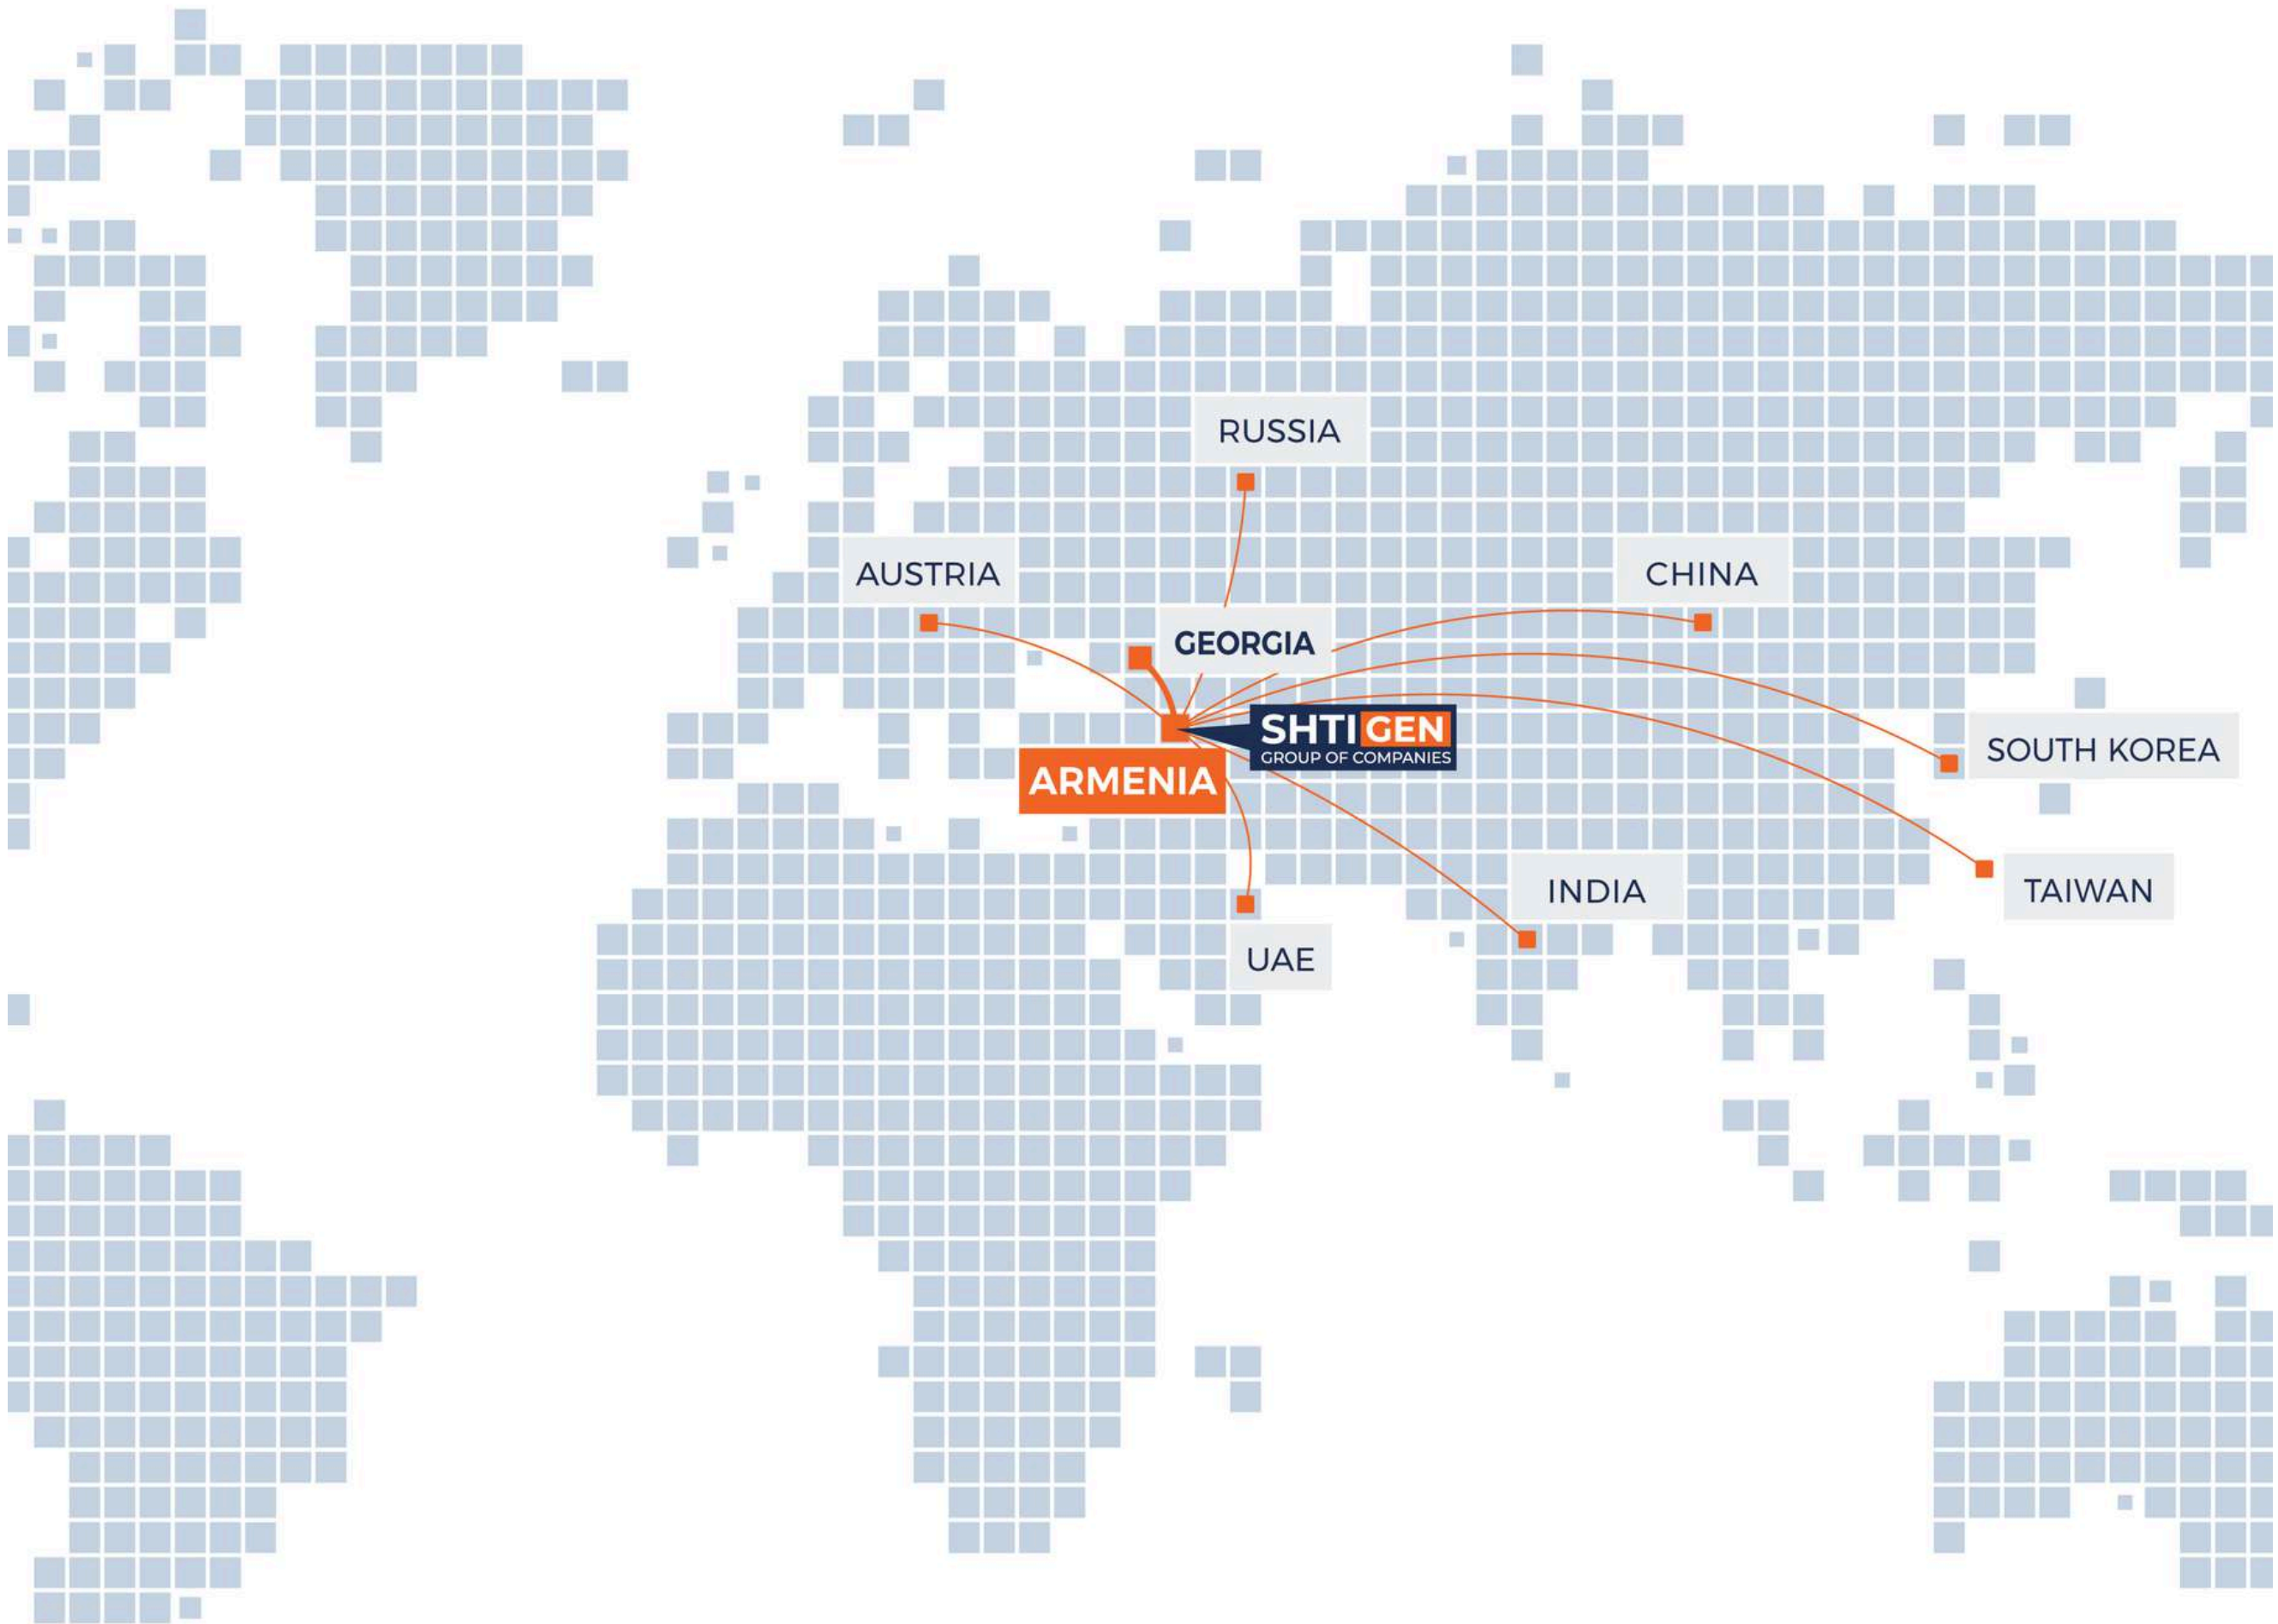 RUSSIA
AUSTRIA
CHINA
GEORGIA
SHTIGEN
GROUP OF COMPANIES
SOUTH KOREA
ARMENIA
INDIA
TAIWAN
UAE